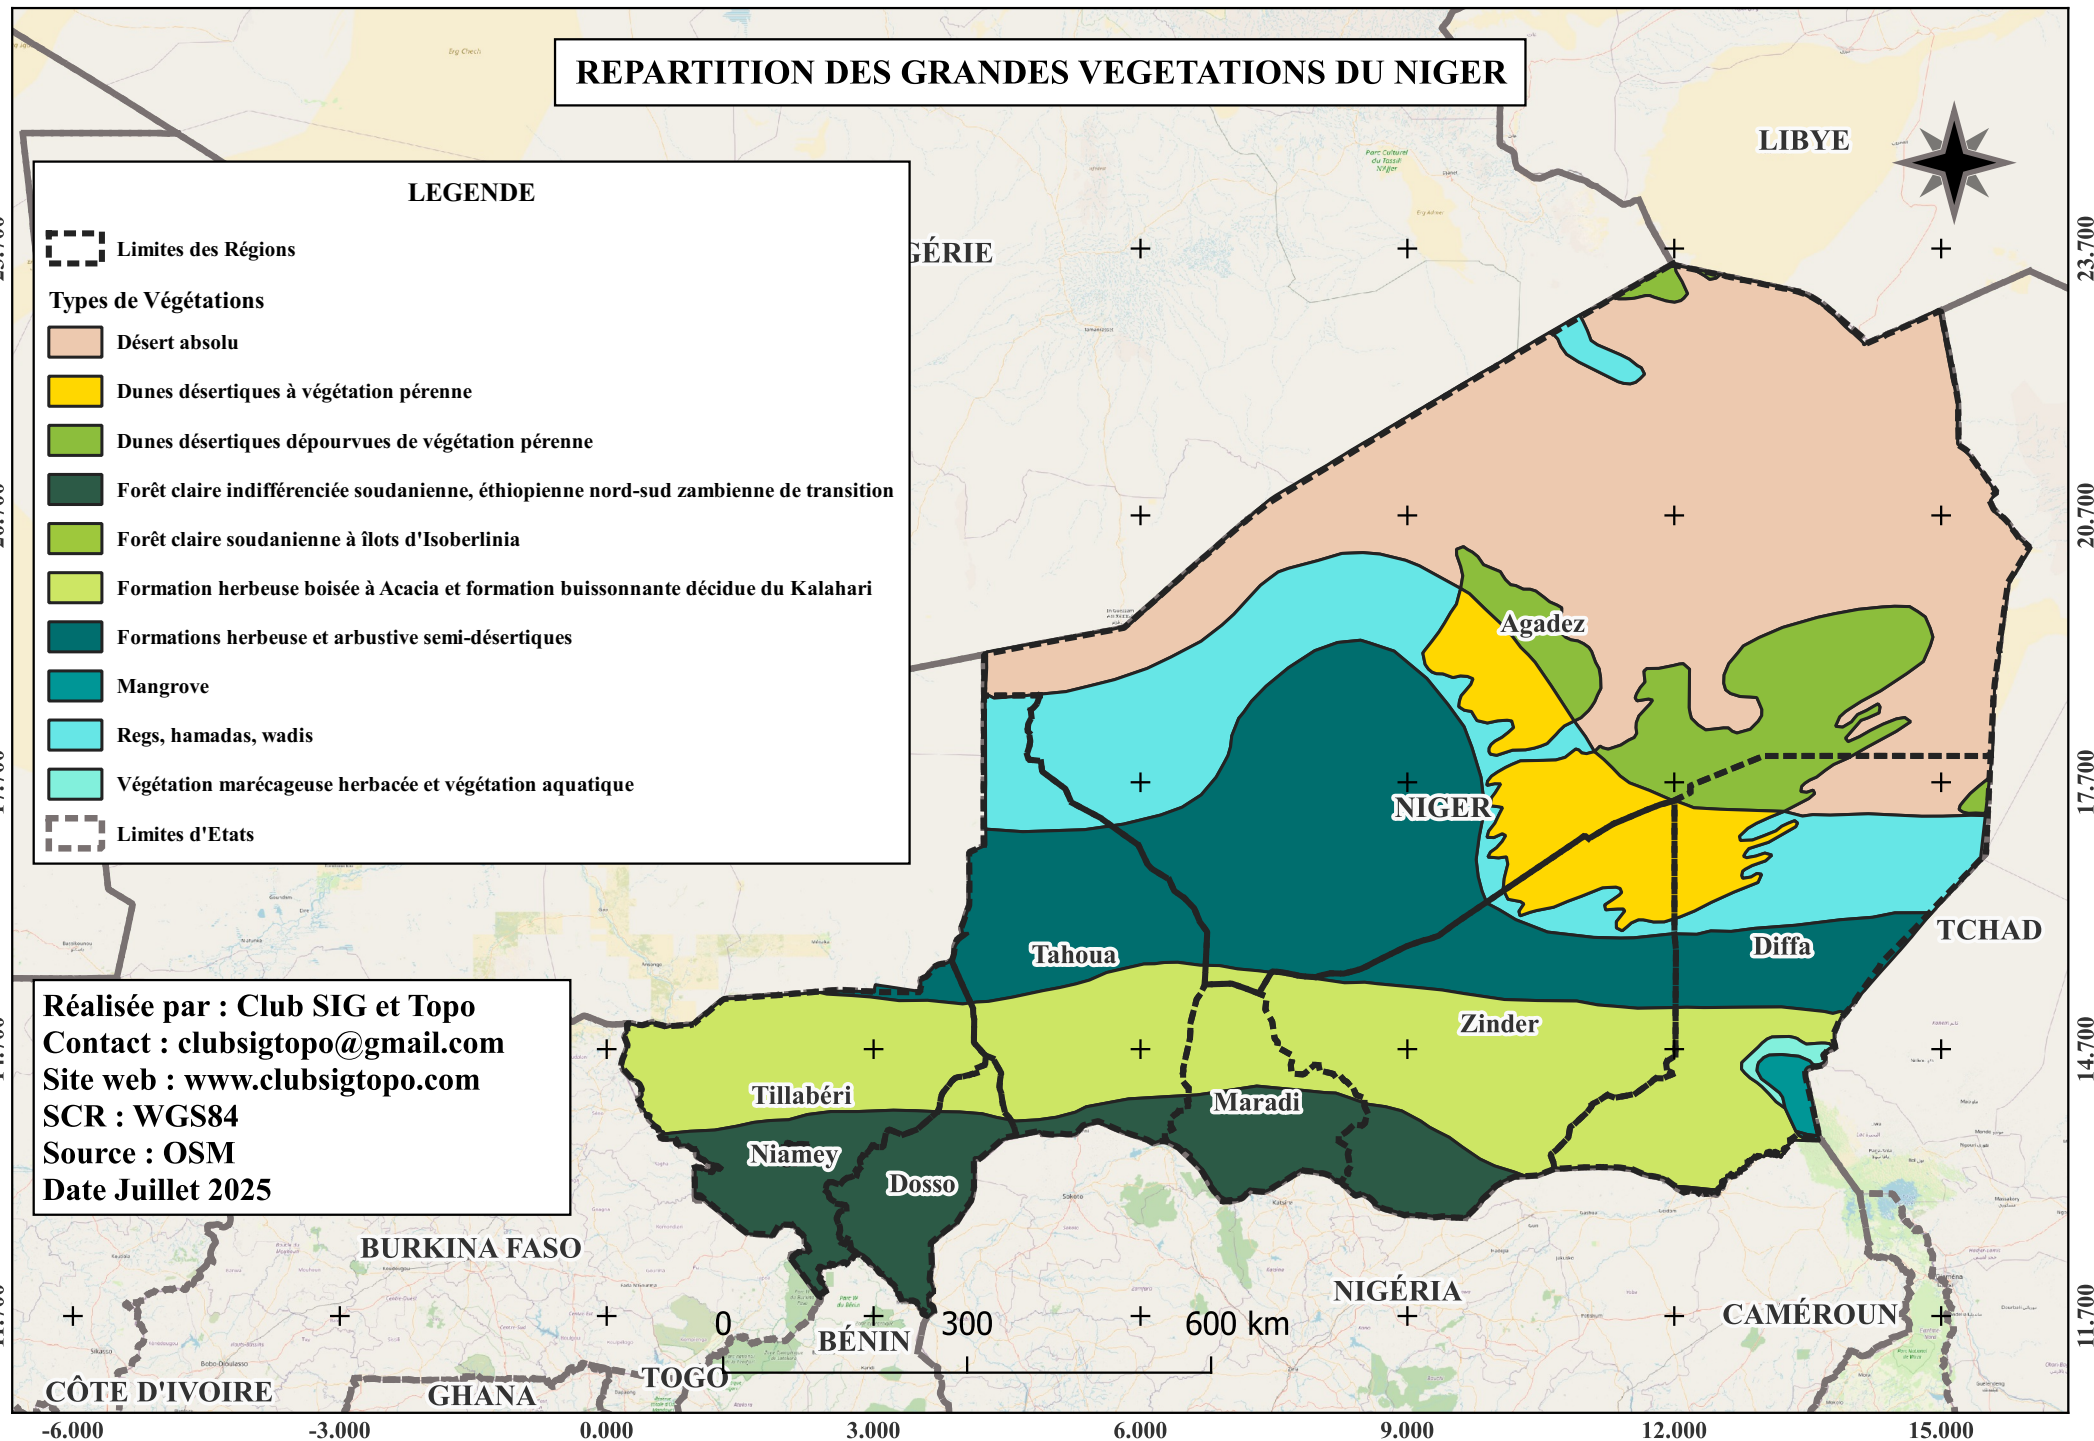 REPARTITION DES GRANDES VEGETATIONS DU NIGER
LEGENDE
Limites des Régions
Types de Végétations
Désert absolu
Dunes désertiques à végétation pérenne
Dunes désertiques dépourvues de végétation pérenne
Forêt claire indifférenciée soudanienne, éthiopienne nord-sud zambienne de transition
Forêt claire soudanienne à îlots d'Isoberlinia
Formation herbeuse boisée à Acacia et formation buissonnante décidue du Kalahari
Formations herbeuse et arbustive semi-désertiques
Mangrove
Regs, hamadas, wadis
Végétation marécageuse herbacée et végétation aquatique
Limites d'Etats
Réalisée par : Club SIG et Topo
Contact : clubsigtopo@gmail.com
Site web : www.clubsigtopo.com
SCR : WGS84
Source : OSM
Date Juillet 2025
Erg Chech
Parc Culturel
du Tassili
N'Ajjer
LIBYE
GÉRIE
Agadez
NIGER
Tahoua
Diffa
TCHAD
Zinder
Tillabéri
Maradi
Niamey
Dosso
BURKINA FASO
NIGÉRIA
CAMÉROUN
BÉNIN
TOGO
GHANA
CÔTE D'IVOIRE
0
300
600 km
23.700
20.700
17.700
14.700
11.700
-6.000
-3.000
0.000
3.000
6.000
9.000
12.000
15.000